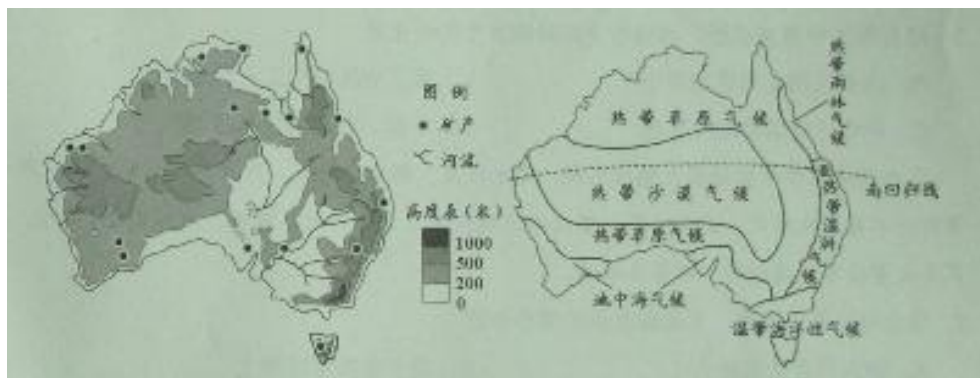 图例
矿产
河流
高度表(米)
1000
500
200
0
热带雨林气候
热带草原气候
亚热带湿润气候
南回归线
热带沙漠气候
热带草原气候
地中海气候
温带海洋性气候